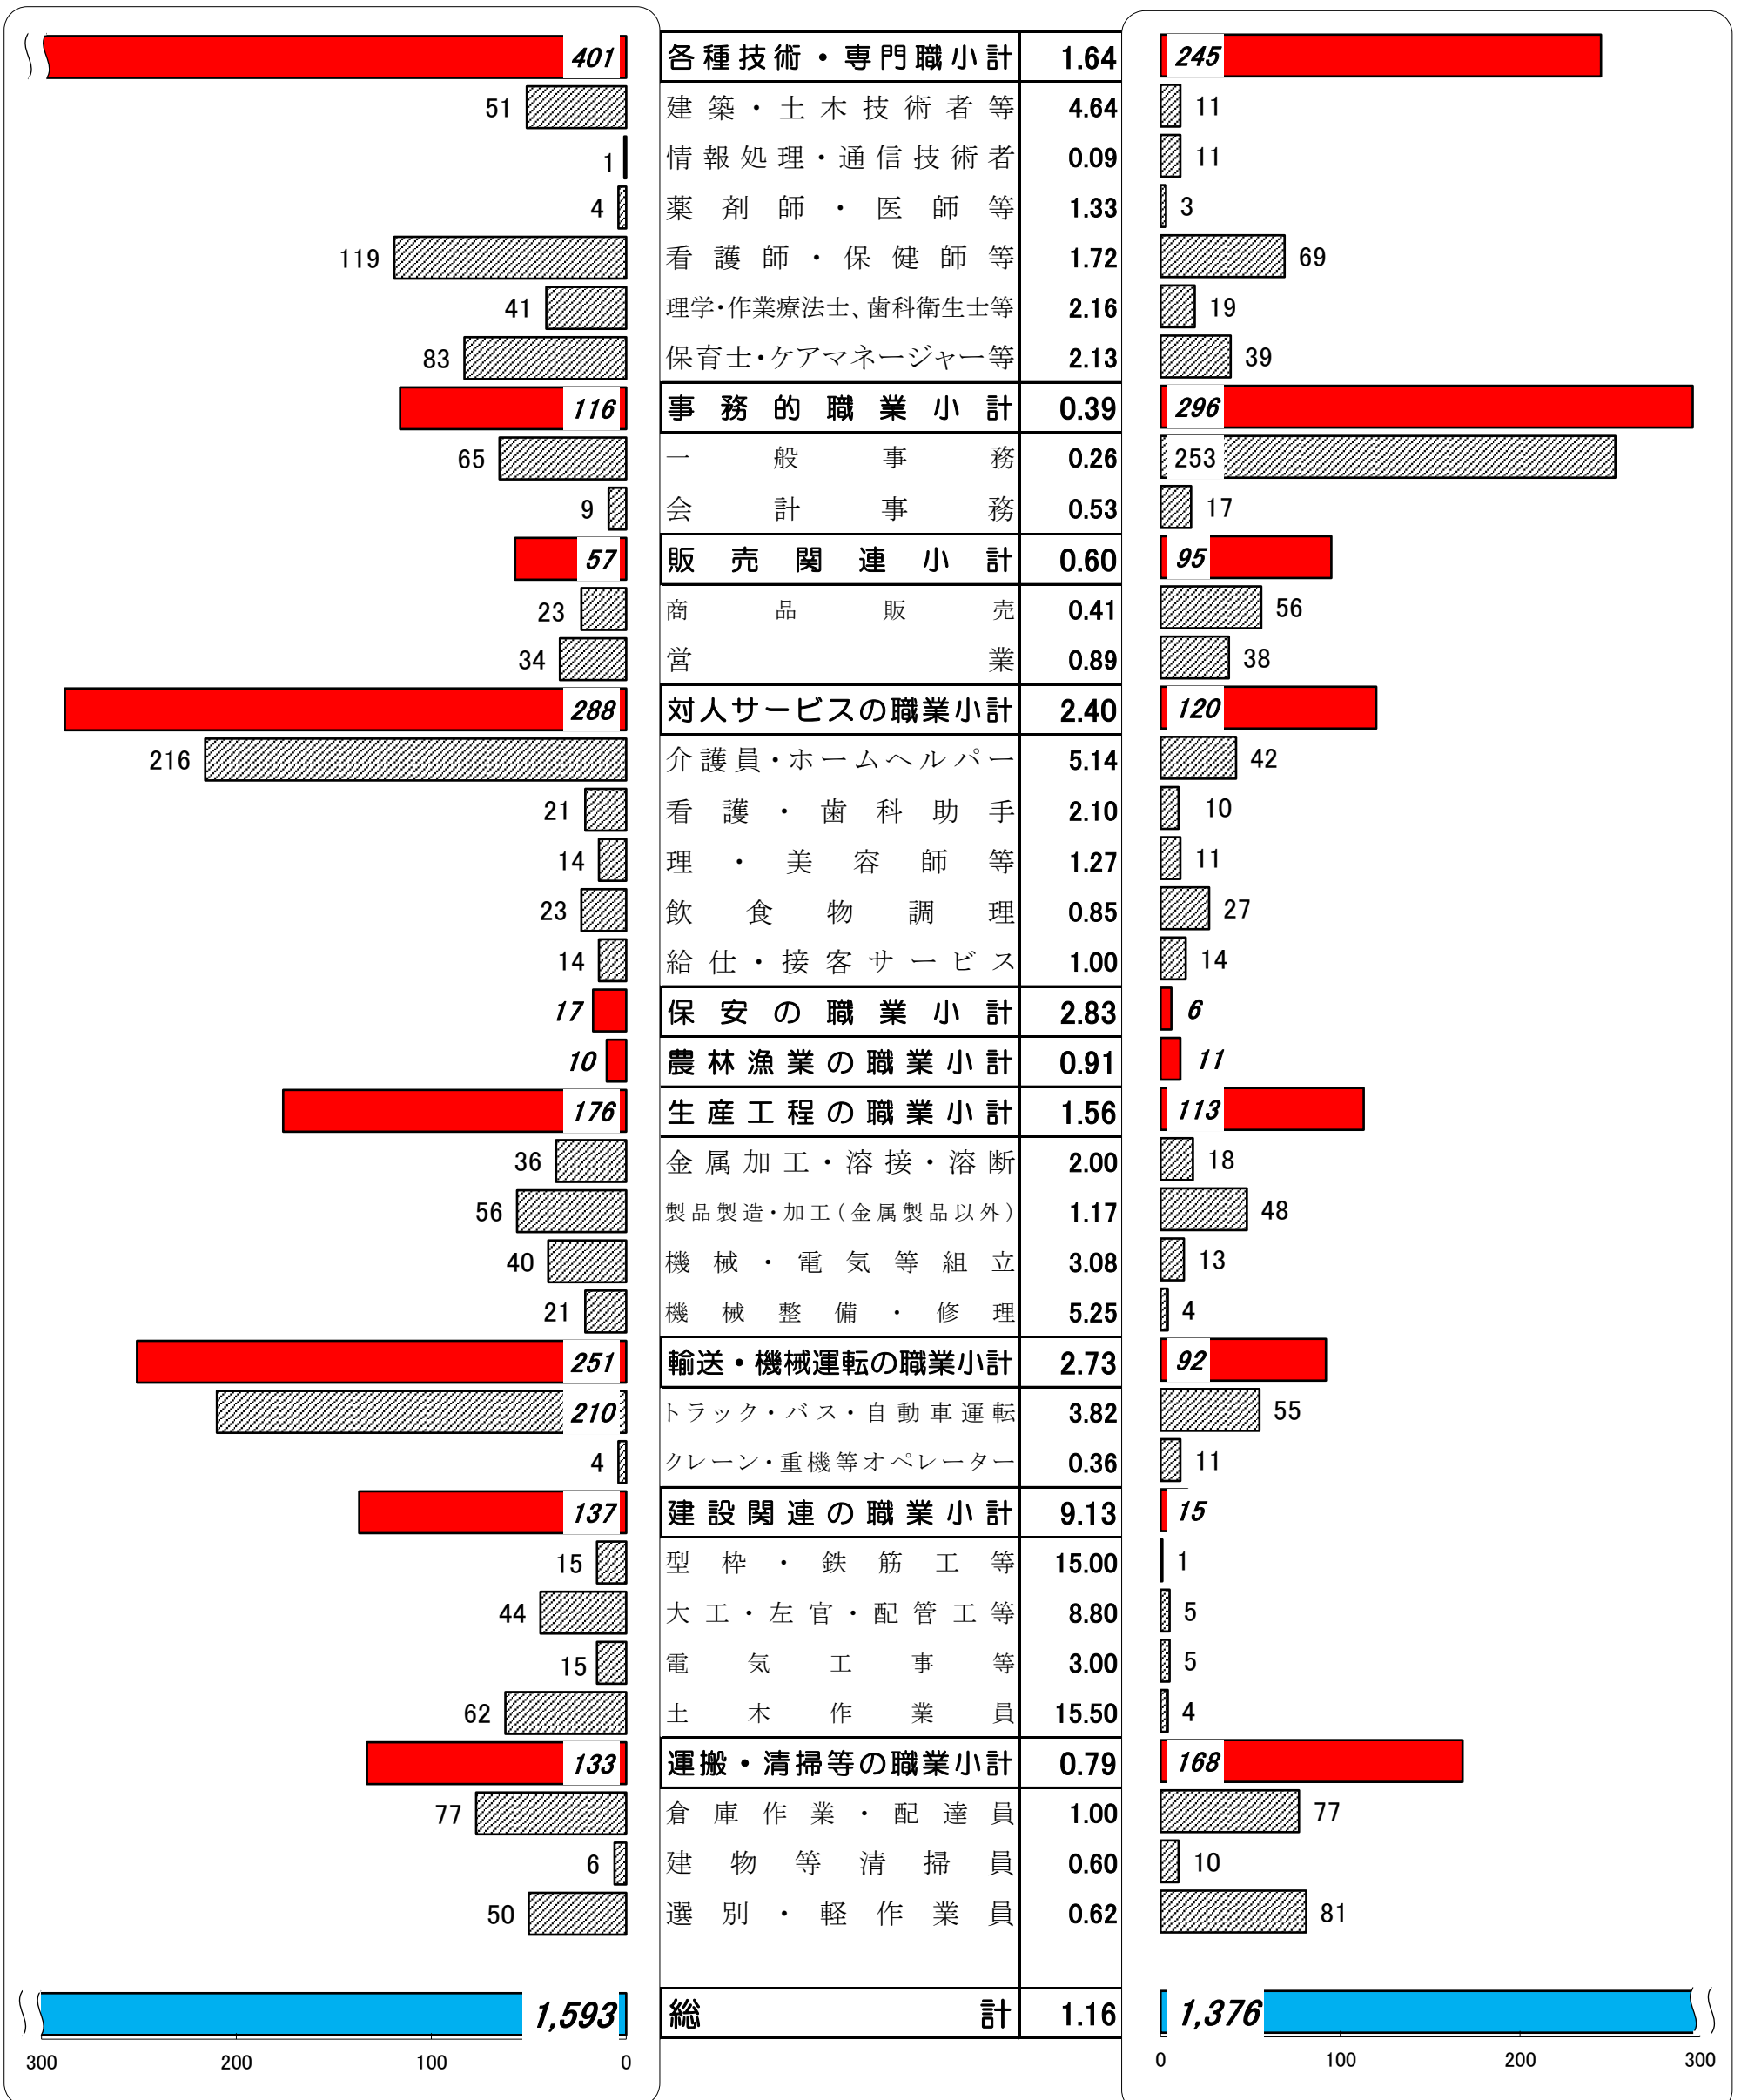 401 各種技術・専門職小計 1.64 245
51 建築・土木技術者等 4.64 11
1 情報処理・通信技術者 0.09 11
4 薬剤師・医師等 1.33 3
119 看護師・保健師等 1.72 69
41 理学・作業療法士、歯科衛生士等 2.16 19
83 保育士・ケアマネージャー等 2.13 39
116 事務的職業小計 0.39 296
65 一般事務 0.26 253
9 会計事務 0.53 17
57 販売関連小計 0.60 95
23 商品販売 0.41 56
34 営業 0.89 38
288 対人サービスの職業小計 2.40 120
216 介護員・ホームヘルパー 5.14 42
21 看護・歯科助手 2.10 10
14 理・美容師等 1.27 11
23 飲食物調理 0.85 27
14 給仕・接客サービス 1.00 14
17 保安の職業小計 2.83 6
10 農林漁業の職業小計 0.91 11
176 生産工程の職業小計 1.56 113
36 金属加工・溶接・溶断 2.00 18
56 製品製造・加工(金属製品以外) 1.17 48
40 機械・電気等組立 3.08 13
21 機械整備・修理 5.25 4
251 輸送・機械運転の職業小計 2.73 92
210 トラック・バス・自動車運転 3.82 55
4 クレーン・重機等オペレーター 0.36 11
137 建設関連の職業小計 9.13 15
15 型枠・鉄筋工等 15.00 1
44 大工・左官・配管工等 8.80 5
15 電気工事等 3.00 5
62 土木作業員 15.50 4
133 運搬・清掃等の職業小計 0.79 168
77 倉庫作業・配達員 1.00 77
6 建物等清掃員 0.60 10
50 選別・軽作業員 0.62 81
1,593 総計 1.16 1,376
300 200 100 0 0 100 200 300